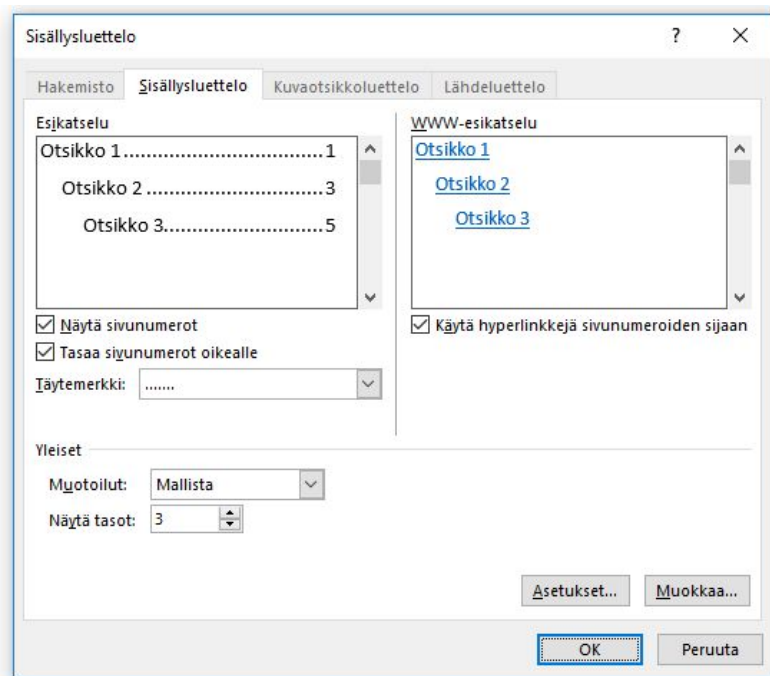 Sisällysluettelo
?
Hakemisto
Sisällysluettelo
Kuvaotsikkoluettelo
Lähdeluettelo
Esikatselu
Otsikko 1....................................1
Otsikko 2 ...............................3
Otsikko 3............................5
Näytä sivunumerot
Tasaa sivunumerot oikealle
Täytemerkki: .......
WWW-esikatselu
Otsikko 1
Otsikko 2
Otsikko 3
Käytä hyperlinkkejä sivunumeroiden sijaan
Yleiset
Muotoilut: Mallista
Näytä tasot: 3
Asetukset...
Muokkaa...
OK
Peruuta